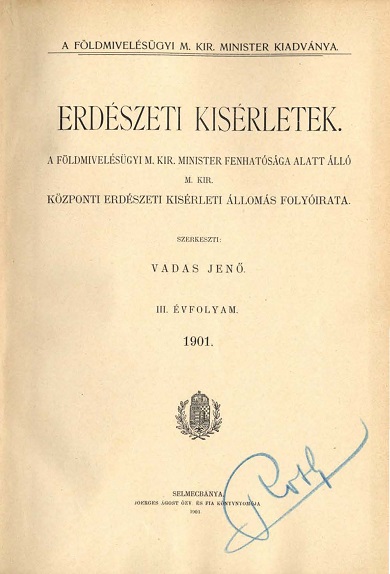 A FÖLDMIVELÉSÜGYI M. KIR. MINISTER KIADVÁNYA.
ERDÉSZETI KISÉRLETEK.
A FÖLDMIVELÉSÜGYI M. KIR. MINISTER FENHATÓSÁGA ALATT ÁLLÓ
M. KIR.
KÖZPONTI ERDÉSZETI KISÉRLETI ÁLLOMÁS FOLYÓIRATA.
SZERKESZTI:
VADAS JENŐ.
III. ÉVFOLYAM.
1901.
SELMECBÁNYA,
JOERGES ÁGOST ÖZV. ÉS FIA KÖNYVNYOMDÁJA
1901
Roth